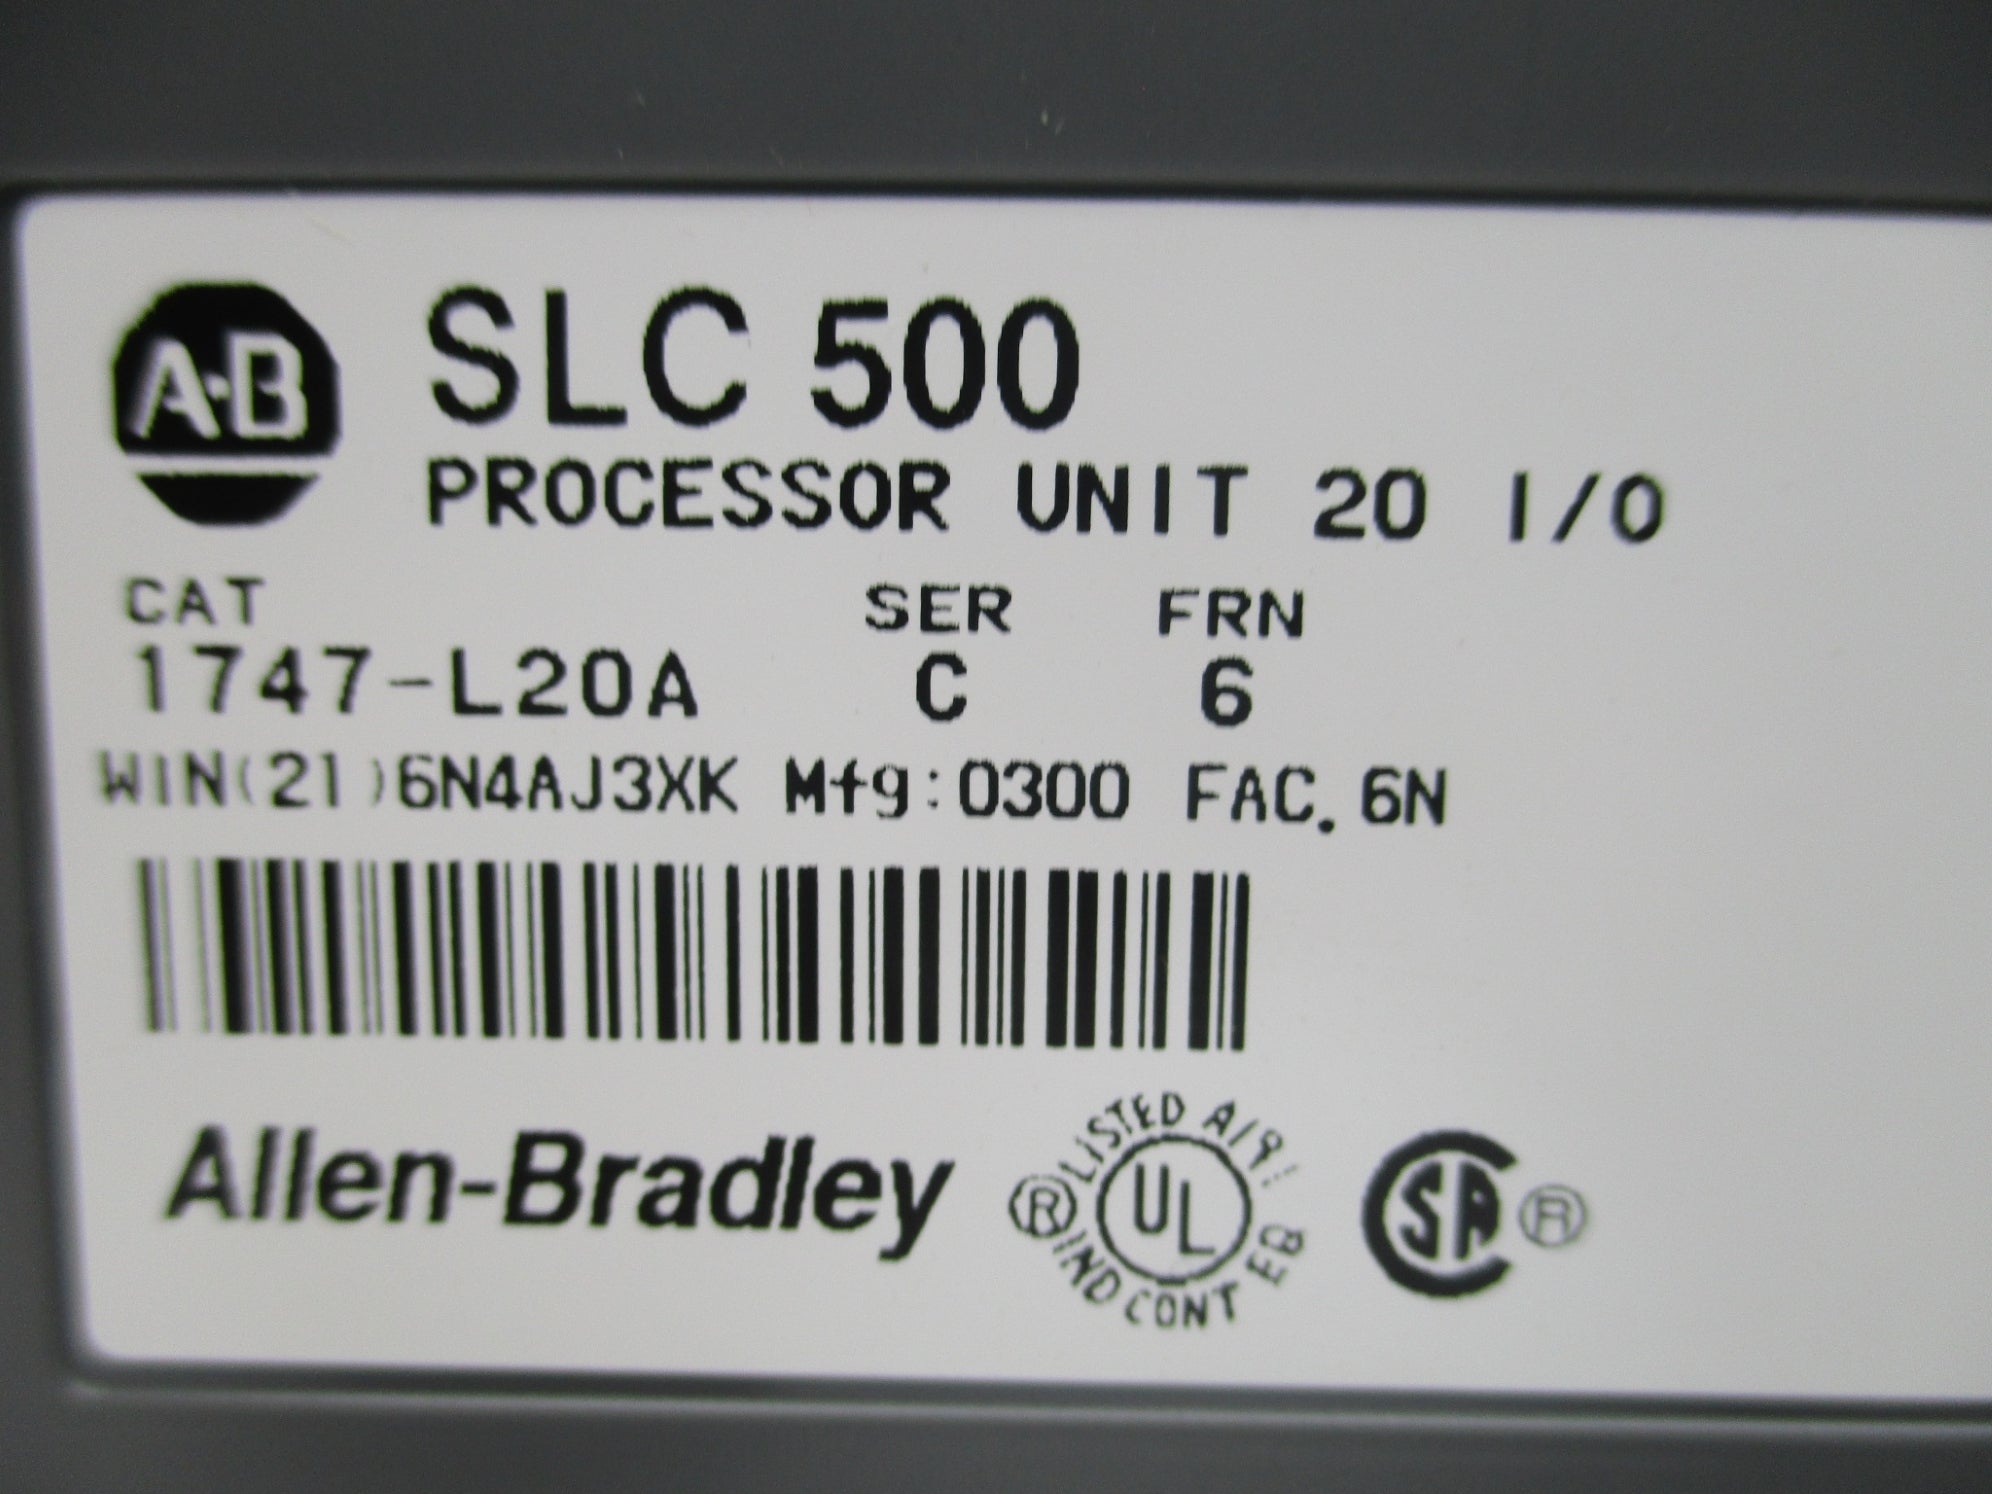 A-B
SLC 500
PROCESSOR UNIT 20 I/O
CAT SER FRN
1747-L20A C 6
WIN(21)6N4AJ3XK Mfg:0300 FAC. 6N
Allen-Bradley
® LISTED
UL
IND CONT EQ
SA ®